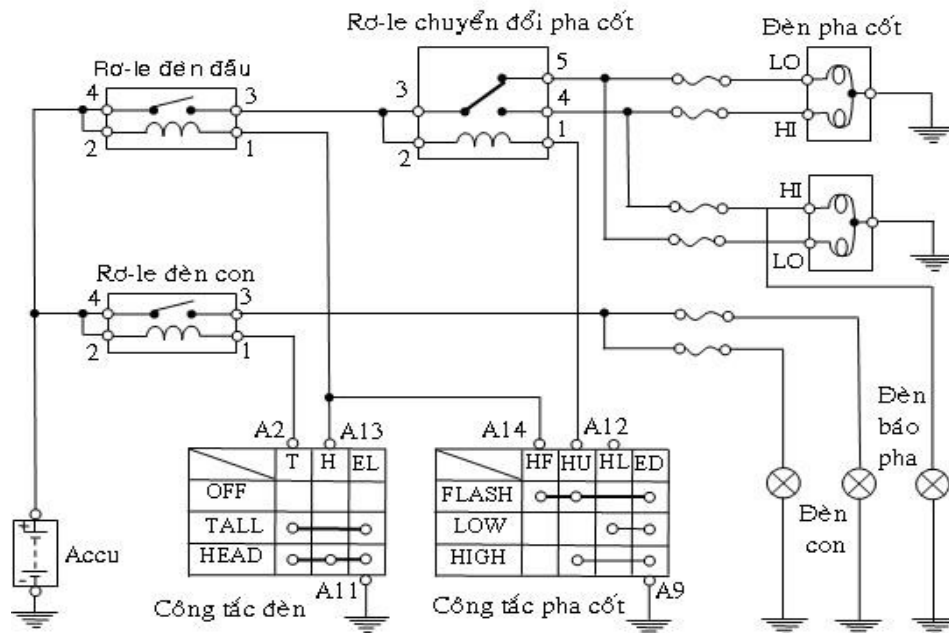 Rơ-le chuyển đổi pha cốt
Đèn pha cốt
Rơ-le đèn đầu
5
LO
4
3
3
4
HI
2
1
2
1
HI
Rơ-le đèn con
LO
4
3
2
1
Đèn
báo
pha
A2
A13
A14
A12
T
H
EL
HF
HU
HL
ED
OFF
FLASH
TALL
LOW
HEAD
HIGH
Đèn
con
+
-
Accu
A11
A9
Công tắc đèn
Công tắc pha cốt